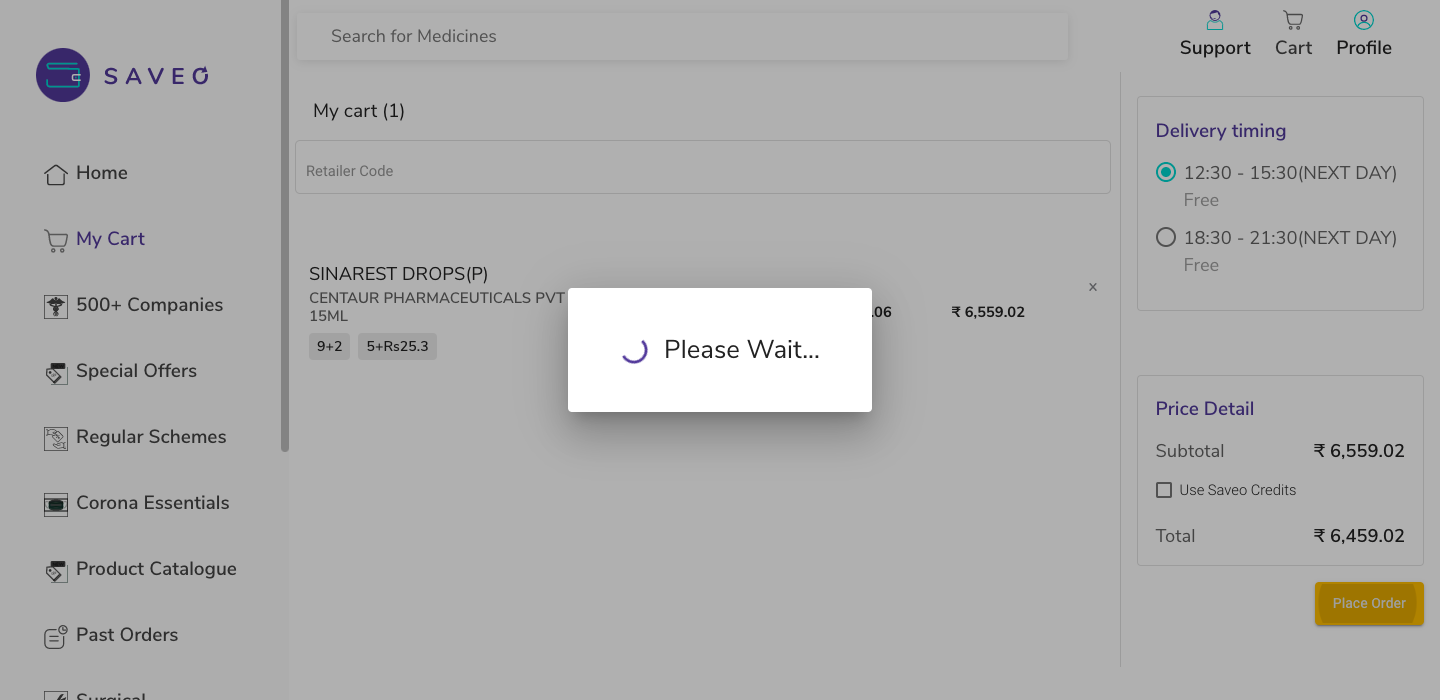 SAVEO
Home
My Cart
500+ Companies
Special Offers
Regular Schemes
Corona Essentials
Product Catalogue
Past Orders
Surgical
Search for Medicines
Support
Cart
Profile
My cart (1)
Retailer Code
SINAREST DROPS(P)
CENTAUR PHARMACEUTICALS PVT
15ML
9+2
5+Rs25.3
.06
₹ 6,559.02
x
Please Wait...
Delivery timing
12:30 - 15:30(NEXT DAY)
Free
18:30 - 21:30(NEXT DAY)
Free
Price Detail
Subtotal ₹ 6,559.02
Use Saveo Credits
Total ₹ 6,459.02
Place Order